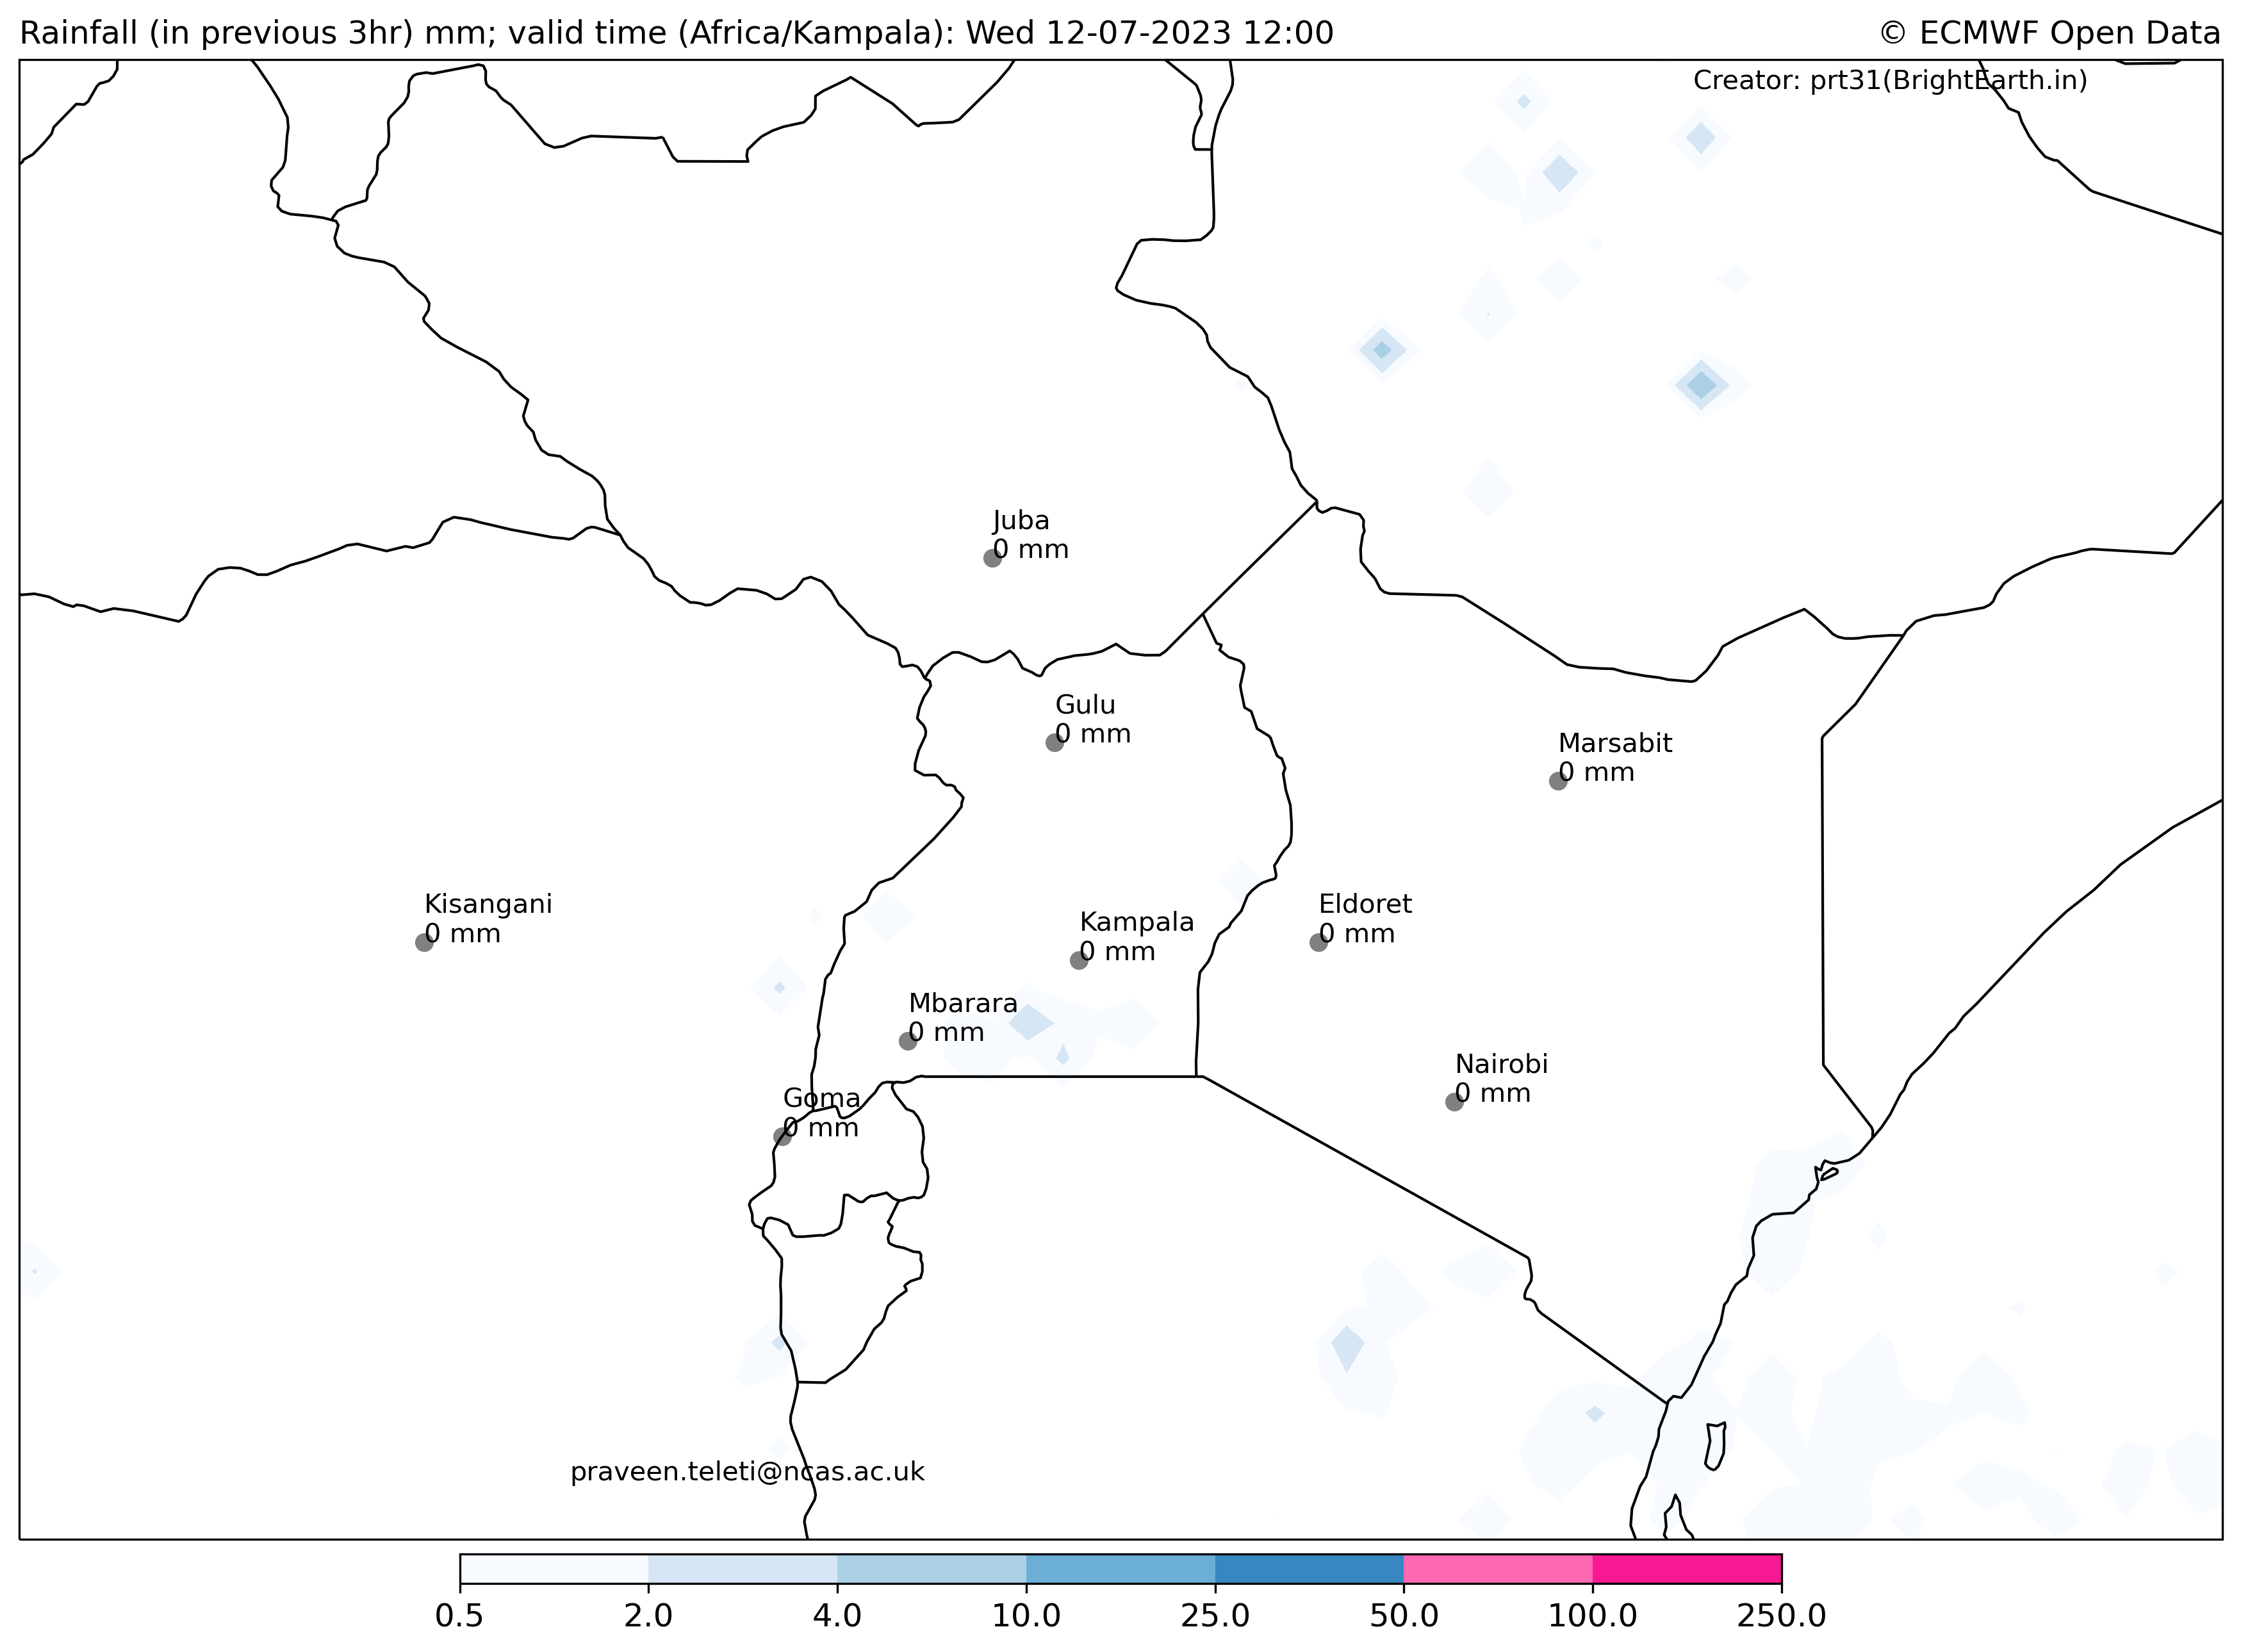 Rainfall (in previous 3hr) mm; valid time (Africa/Kampala): Wed 12-07-2023 12:00
© ECMWF Open Data
Creator: prt31(BrightEarth.in)
Juba
0 mm
Gulu
0 mm
Marsabit
0 mm
Kisangani
0 mm
Kampala
0 mm
Eldoret
0 mm
Mbarara
0 mm
Nairobi
0 mm
Goma
0 mm
praveen.teleti@ncas.ac.uk
0.5 2.0 4.0 10.0 25.0 50.0 100.0 250.0